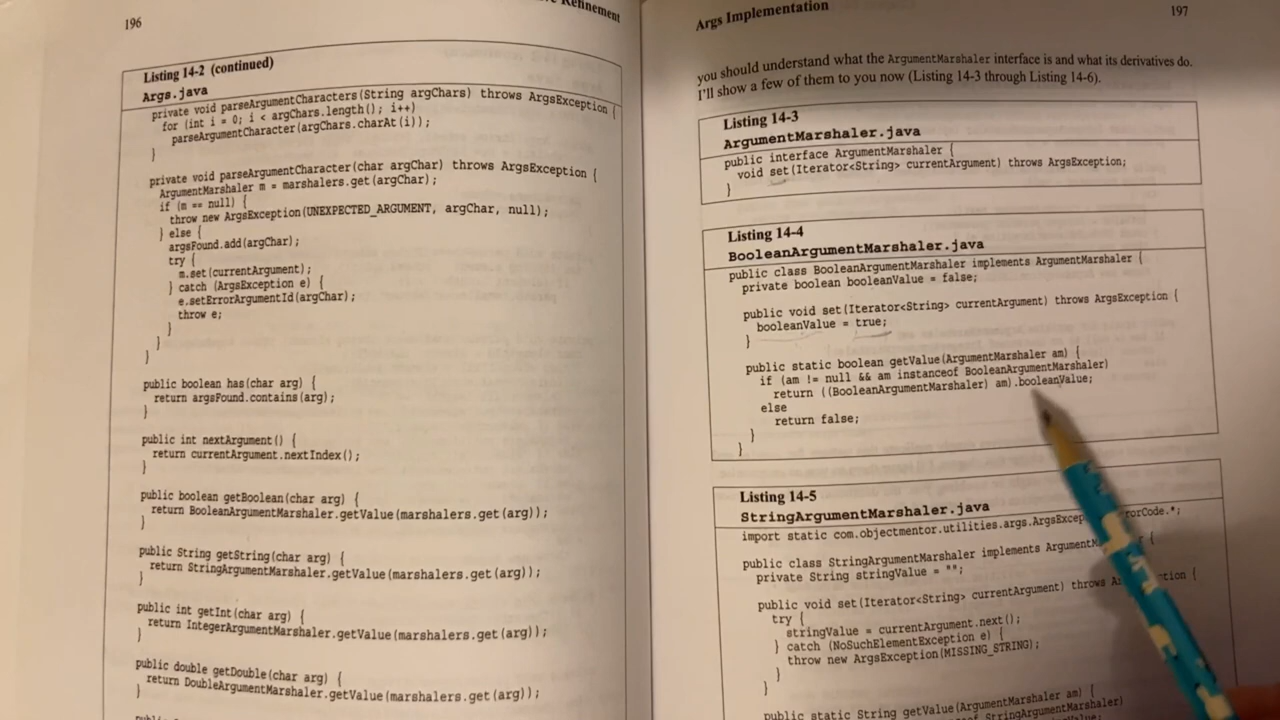 196
Refinement
Listing 14-2 (continued)
Args.java
private void parseArgumentCharacters(String argChars) throws ArgsException {
for (int i = 0; i < argChars.length(); i++)
parseArgumentCharacter(argChars.charAt(i));
}
private void parseArgumentCharacter(char argChar) throws ArgsException {
ArgumentMarshaler m = marshalers.get(argChar);
if (m == null) {
throw new ArgsException(UNEXPECTED_ARGUMENT, argChar, null);
} else {
argsFound.add(argChar);
try {
m.set(currentArgument);
} catch (ArgsException e) {
e.setErrorArgumentId(argChar);
throw e;
}
}
}
public boolean has(char arg) {
return argsFound.contains(arg);
}
public int nextArgument() {
return currentArgument.nextIndex();
}
public boolean getBoolean(char arg) {
return BooleanArgumentMarshaler.getValue(marshalers.get(arg));
}
public String getString(char arg) {
return StringArgumentMarshaler.getValue(marshalers.get(arg));
}
public int getInt(char arg) {
return IntegerArgumentMarshaler.getValue(marshalers.get(arg));
}
public double getDouble(char arg) {
return DoubleArgumentMarshaler.getValue(marshalers.get(arg));
}
Args Implementation
197
you should understand what the ArgumentMarshaler interface is and what its derivatives do.
I'll show a few of them to you now (Listing 14-3 through Listing 14-6).
Listing 14-3
ArgumentMarshaler.java
public interface ArgumentMarshaler {
void set(Iterator<String> currentArgument) throws ArgsException;
}
Listing 14-4
BooleanArgumentMarshaler.java
public class BooleanArgumentMarshaler implements ArgumentMarshaler {
private boolean booleanValue = false;
public void set(Iterator<String> currentArgument) throws ArgsException {
booleanValue = true;
}
public static boolean getValue(ArgumentMarshaler am) {
if (am != null && am instanceof BooleanArgumentMarshaler)
return ((BooleanArgumentMarshaler) am).booleanValue;
else
return false;
}
}
Listing 14-5
StringArgumentMarshaler.java
import static com.objectmentor.utilities.args.ArgsExcep rorCode.*;
public class StringArgumentMarshaler implements ArgumentM {
private String stringValue = "";
public void set(Iterator<String> currentArgument) throws A tion {
try {
stringValue = currentArgument.next();
} catch (NoSuchElementException e) {
throw new ArgsException(MISSING_STRING);
}
}
public static String getValue(ArgumentMarshaler am) {
StringArgumentMarshaler)